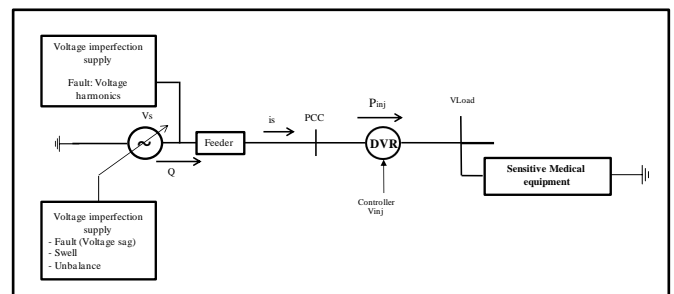 Voltage imperfection
supply
Fault: Voltage
harmonics
Vs
~
Q
Feeder
is
PCC
Pinj
DVR
Controller
Vinj
VLoad
Sensitive Medical
equipment
Voltage imperfection
supply
- Fault (Voltage sag)
- Swell
- Unbalance